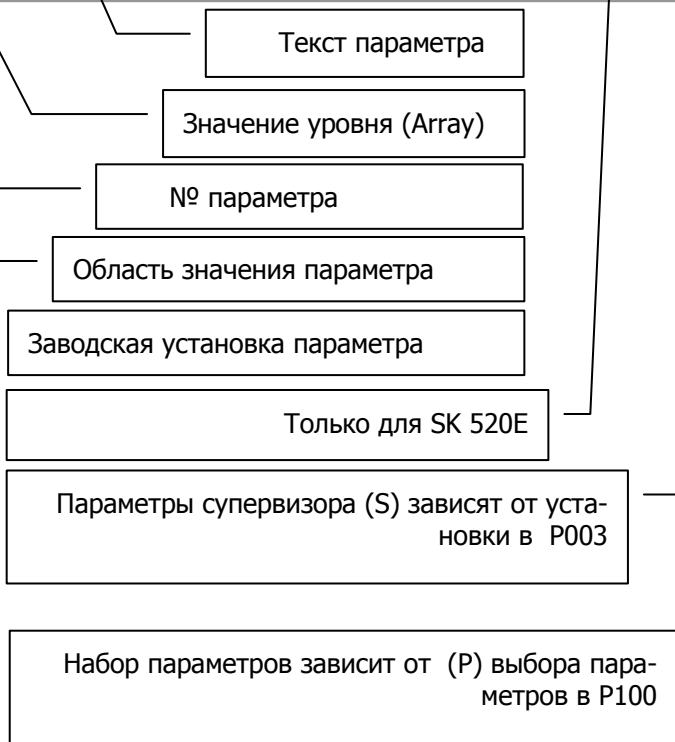 Текст параметра
Значение уровня (Array)
№ параметра
Область значения параметра
Заводская установка параметра
Только для SK 520E
Параметры супервизора (S) зависят от уста-
новки в P003
Набор параметров зависит от (P) выбора пара-
метров в P100